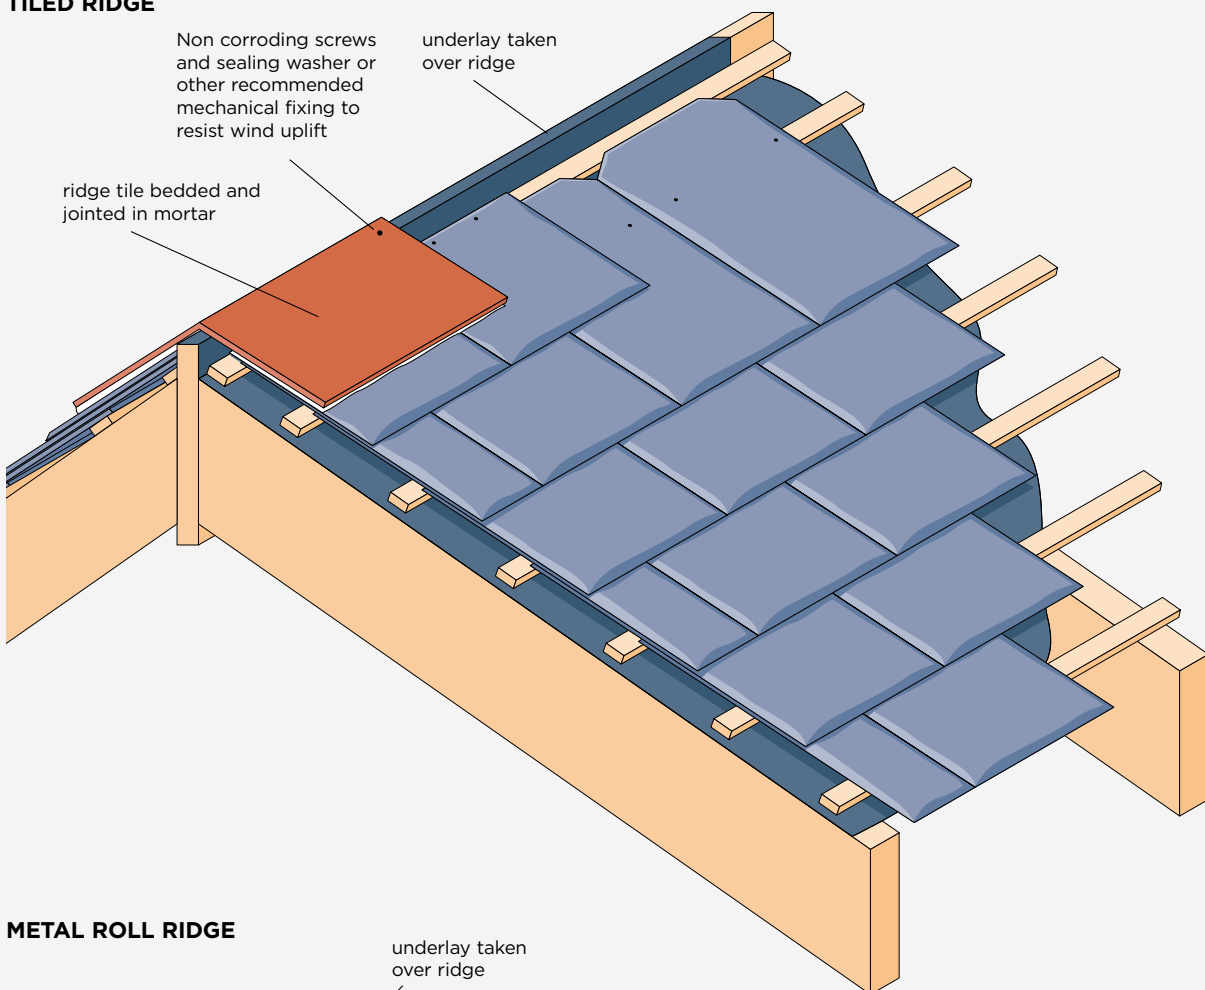 TILED RIDGE
Non corroding screws
and sealing washer or
other recommended
mechanical fixing to
resist wind uplift
underlay taken
over ridge
ridge tile bedded and
jointed in mortar
METAL ROLL RIDGE
underlay taken
over ridge